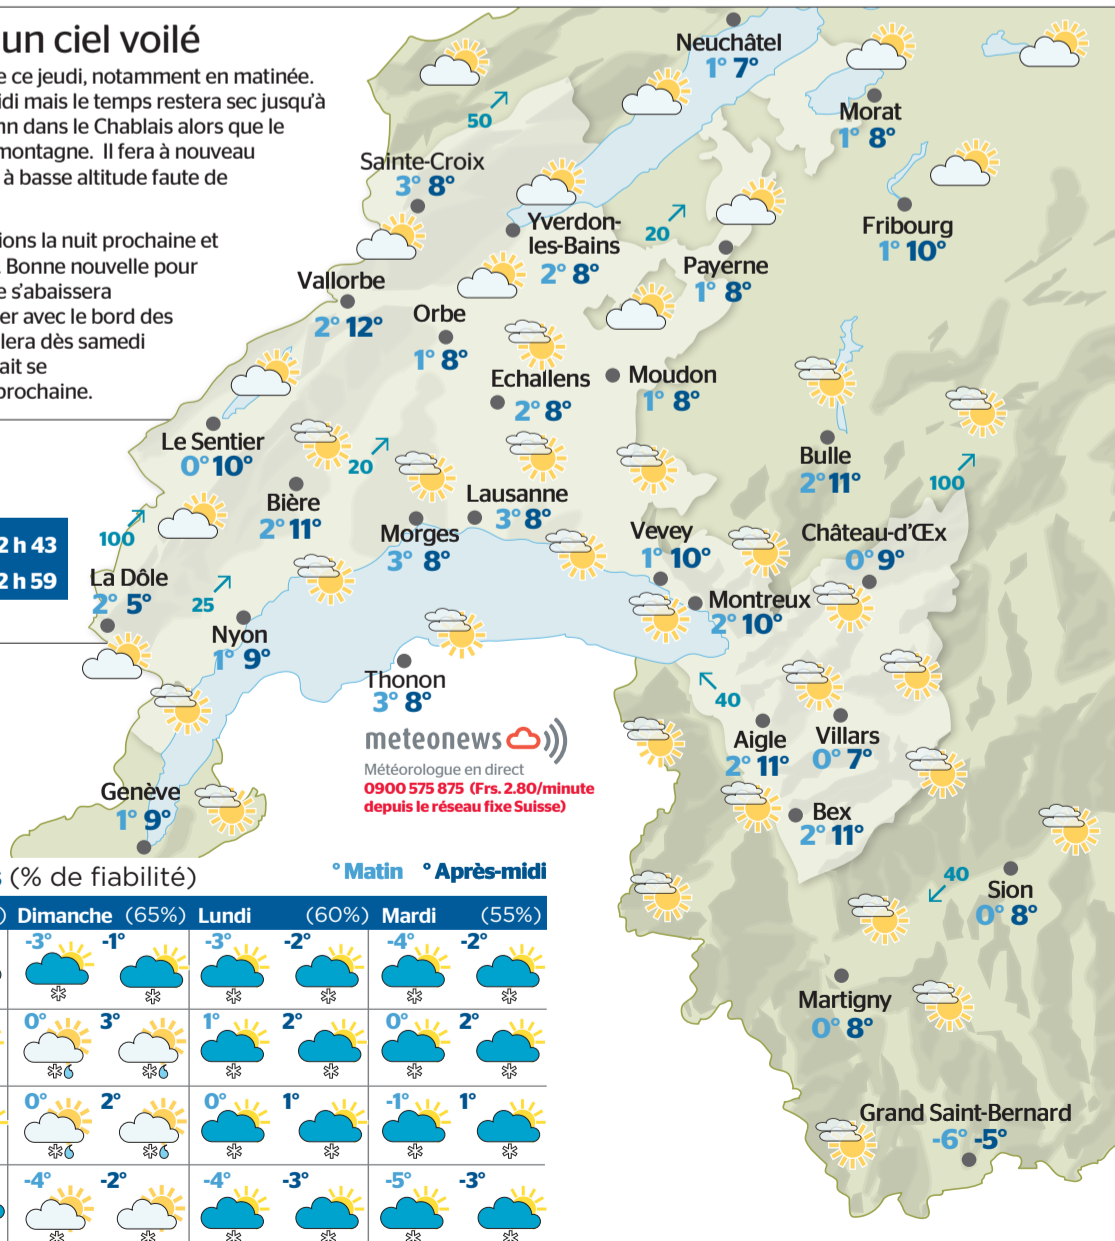 un ciel voilé
e ce jeudi, notamment en matinée.
idi mais le temps restera sec jusqu'à
hn dans le Chablais alors que le
montagne. Il fera à nouveau
à basse altitude faute de
ions la nuit prochaine et
. Bonne nouvelle pour
e s'abaissera
er avec le bord des
lera dès samedi
ait se
prochaine.
2 h 43
2 h 59
Neuchâtel
1° 7°
Morat
1° 8°
50
Sainte-Croix
3° 8°
Yverdon-
les-Bains
2° 8°
20
Payerne
1° 8°
Fribourg
1° 10°
Vallorbe
2° 12°
Orbe
1° 8°
Echallens
2° 8°
Moudon
1° 8°
Le Sentier
0° 10°
20
Bulle
2° 11°
100
Bière
2° 11°
Lausanne
3° 8°
Morges
3° 8°
Vevey
1° 10°
Château-d'Œx
0° 9°
100
La Dôle
2° 5°
25
Nyon
1° 9°
Montreux
2° 10°
Thonon
3° 8°
40
Aigle
2° 11°
Villars
0° 7°
meteonews
Météorologue en direct
0900 575 875 (Frs. 2.80/minute
depuis le réseau fixe Suisse)
Genève
1° 9°
Bex
2° 11°
40
Sion
0° 8°
Martigny
0° 8°
Grand Saint-Bernard
-6° -5°
s (% de fiabilité)
° Matin ° Après-midi
) Dimanche (65%) Lundi (60%) Mardi (55%)
-3° -1° -3° -2° -4° -2°
0° 3° 1° 2° 0° 2°
0° 2° 0° 1° -1° 1°
-4° -2° -4° -3° -5° -3°